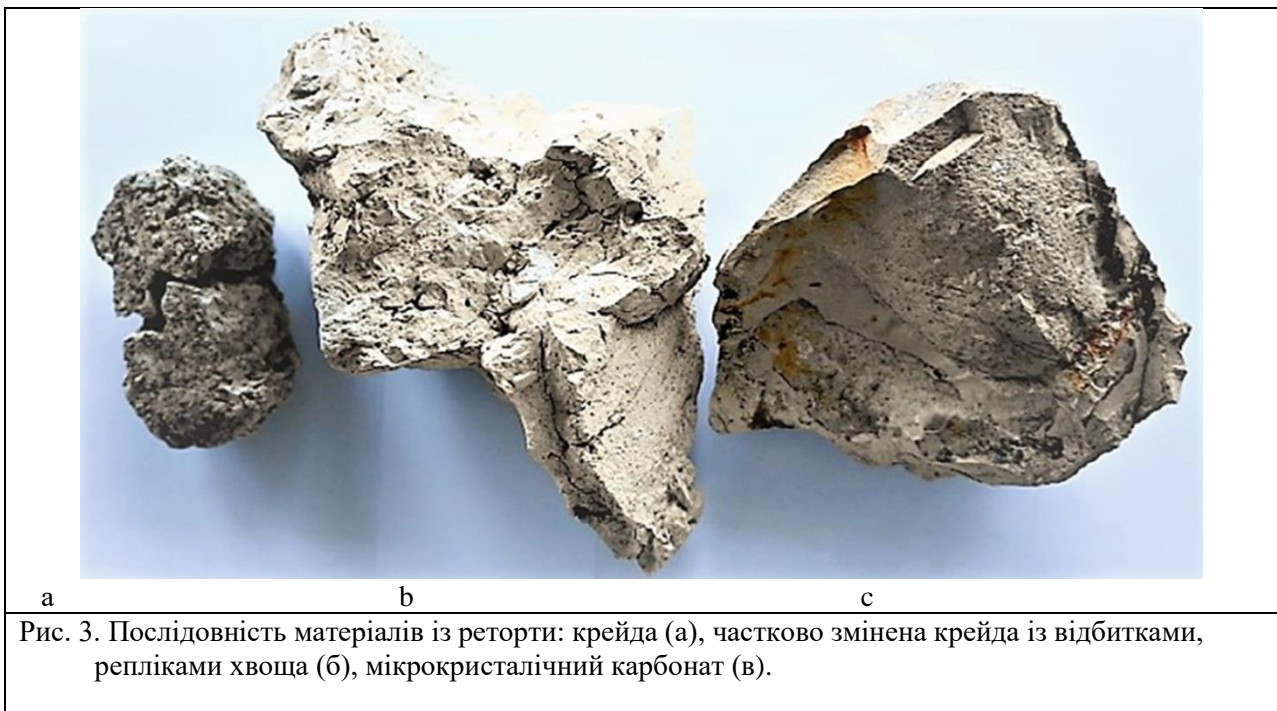 a b c
Рис. 3. Послідовність матеріалів із реторти: крейда (а), частково змінена крейда із відбитками,
репліками хвоща (б), мікрокристалічний карбонат (в).